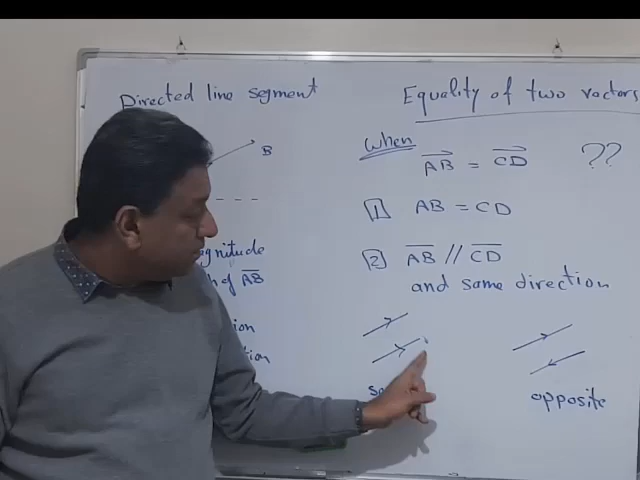 Directed line segment
B
- - -
of AB
Equality of two vectors
When
AB = CD ??
1 AB = CD
2 AB // CD
and same direction
opposite